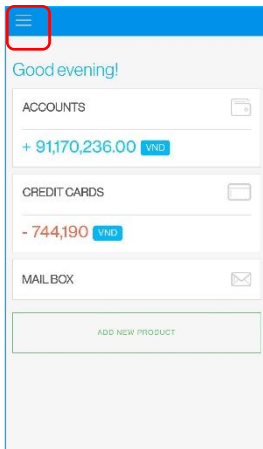 Good evening!
ACCOUNTS
+ 91,170,236.00 VND
CREDIT CARDS
- 744,190 VND
MAIL BOX
ADD NEW PRODUCT